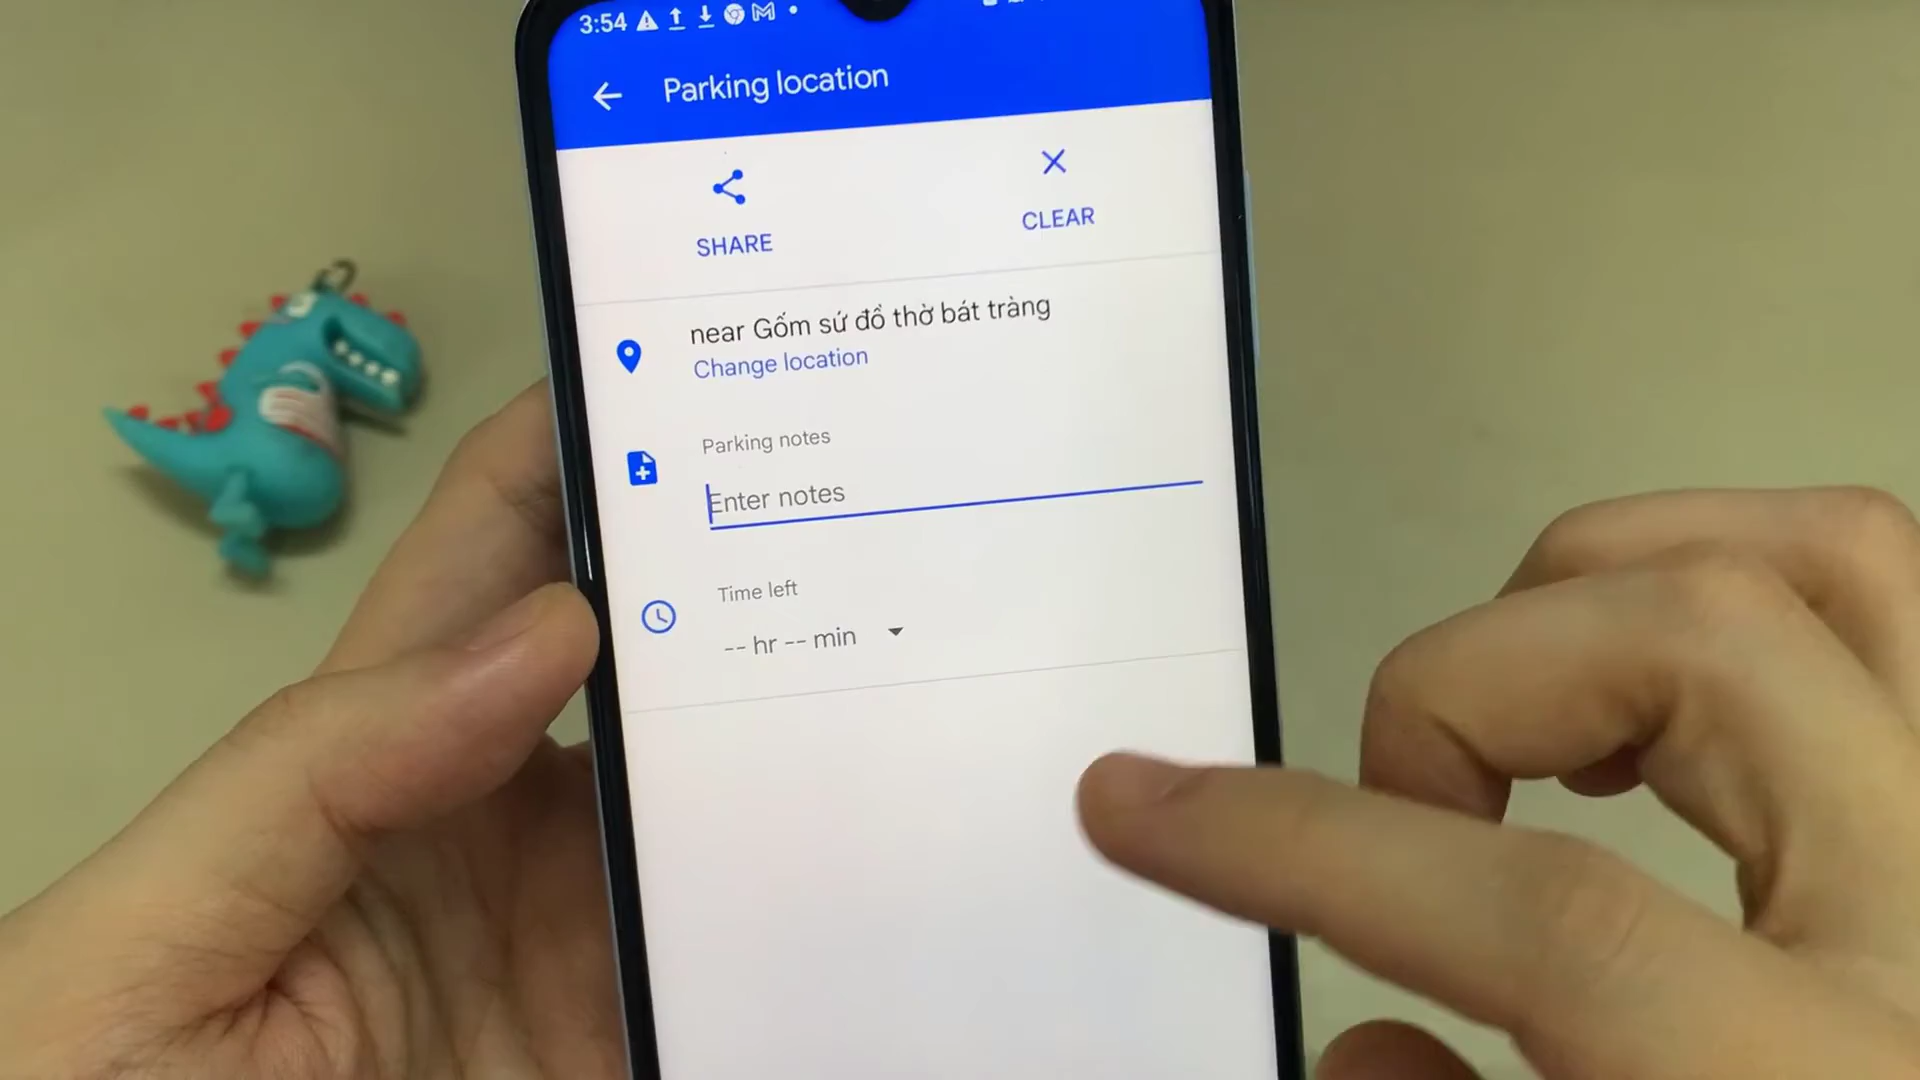 3:54
Parking location
SHARE
CLEAR
near Gốm sứ đồ thờ bát tràng
Change location
Parking notes
Enter notes
Time left
-- hr -- min